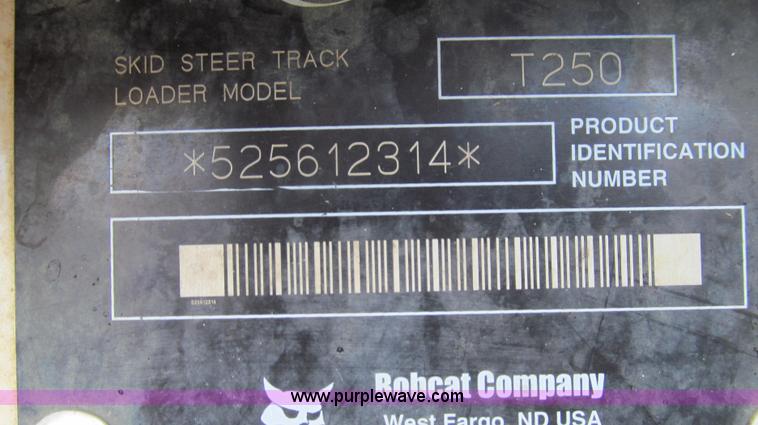 SKID STEER TRACK
LOADER MODEL
T250
*525612314*
PRODUCT
IDENTIFICATION
NUMBER
525612314
Bobcat Company
West Fargo, ND USA
www.purplewave.com